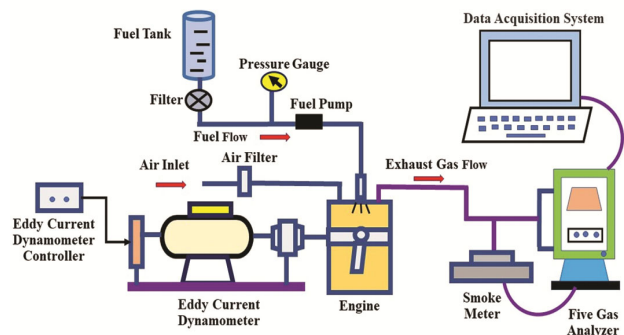 Data Acquisition System
Fuel Tank
Pressure Gauge
Filter
Fuel Pump
Fuel Flow
Air Inlet
Air Filter
Exhaust Gas Flow
Eddy Current
Dynamometer
Controller
Eddy Current
Dynamometer
Engine
Smoke
Meter
Five Gas
Analyzer